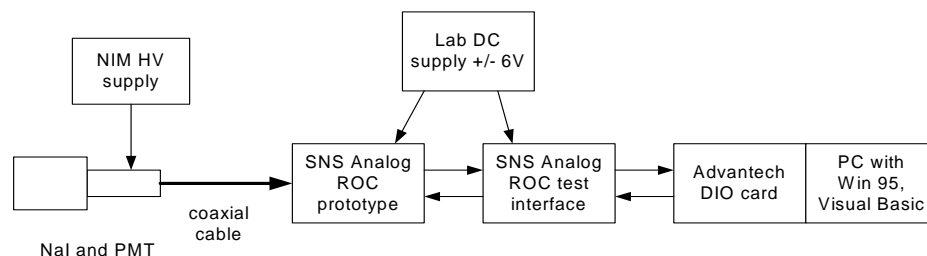 NIM HV
supply
Lab DC
supply +/- 6V
SNS Analog
ROC
prototype
SNS Analog
ROC test
interface
Advantech
DIO card
PC with
Win 95,
Visual Basic
coaxial
cable
NaI and PMT